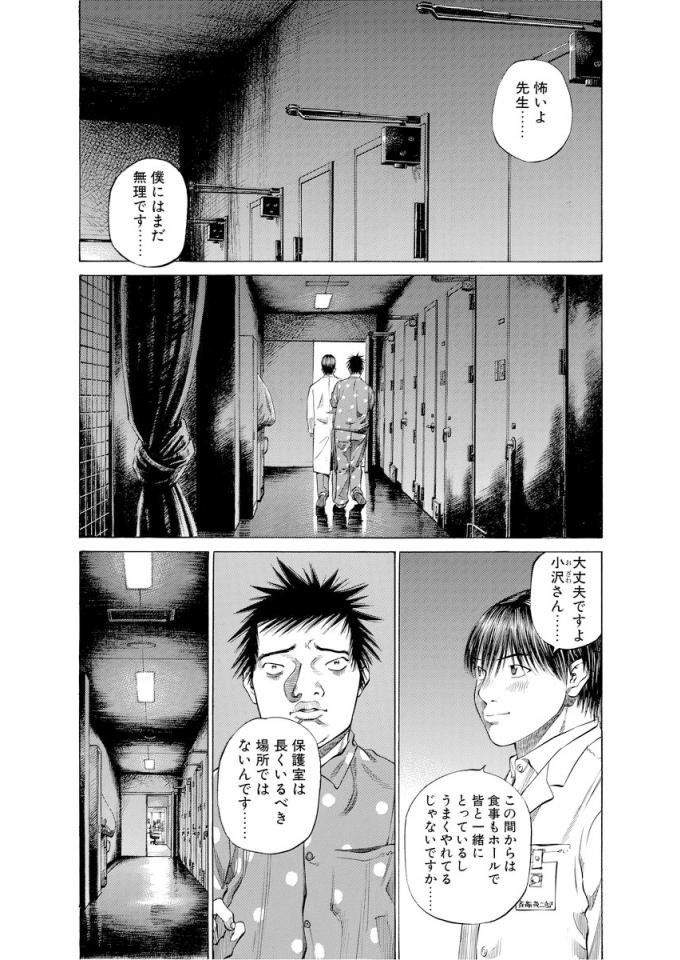 怖いよ
先生……
僕にはまだ
無理です……
大丈夫ですよ
小沢さん……
おざわ
この間からは
食事もホールで
皆と一緒に
とっているし
うまくやれてる
じゃないですか……
保護室は
長くいるべき
場所では
ないんです……